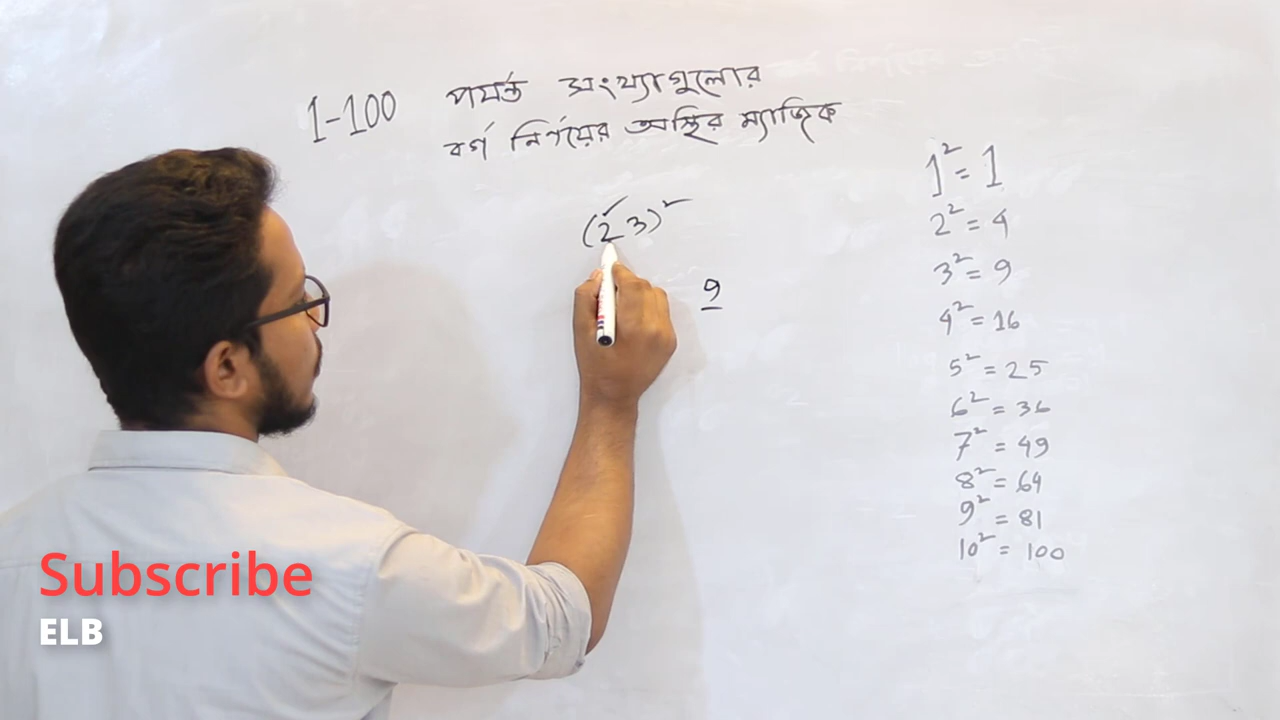 1-100 পর্যন্ত সংখ্যাগুলোর
বর্গ নির্ণয়ের অস্থির ম্যাজিক
(23)²
9
1² = 1
2² = 4
3² = 9
4² = 16
5² = 25
6² = 36
7² = 49
8² = 64
9² = 81
10² = 100
Subscribe
ELB